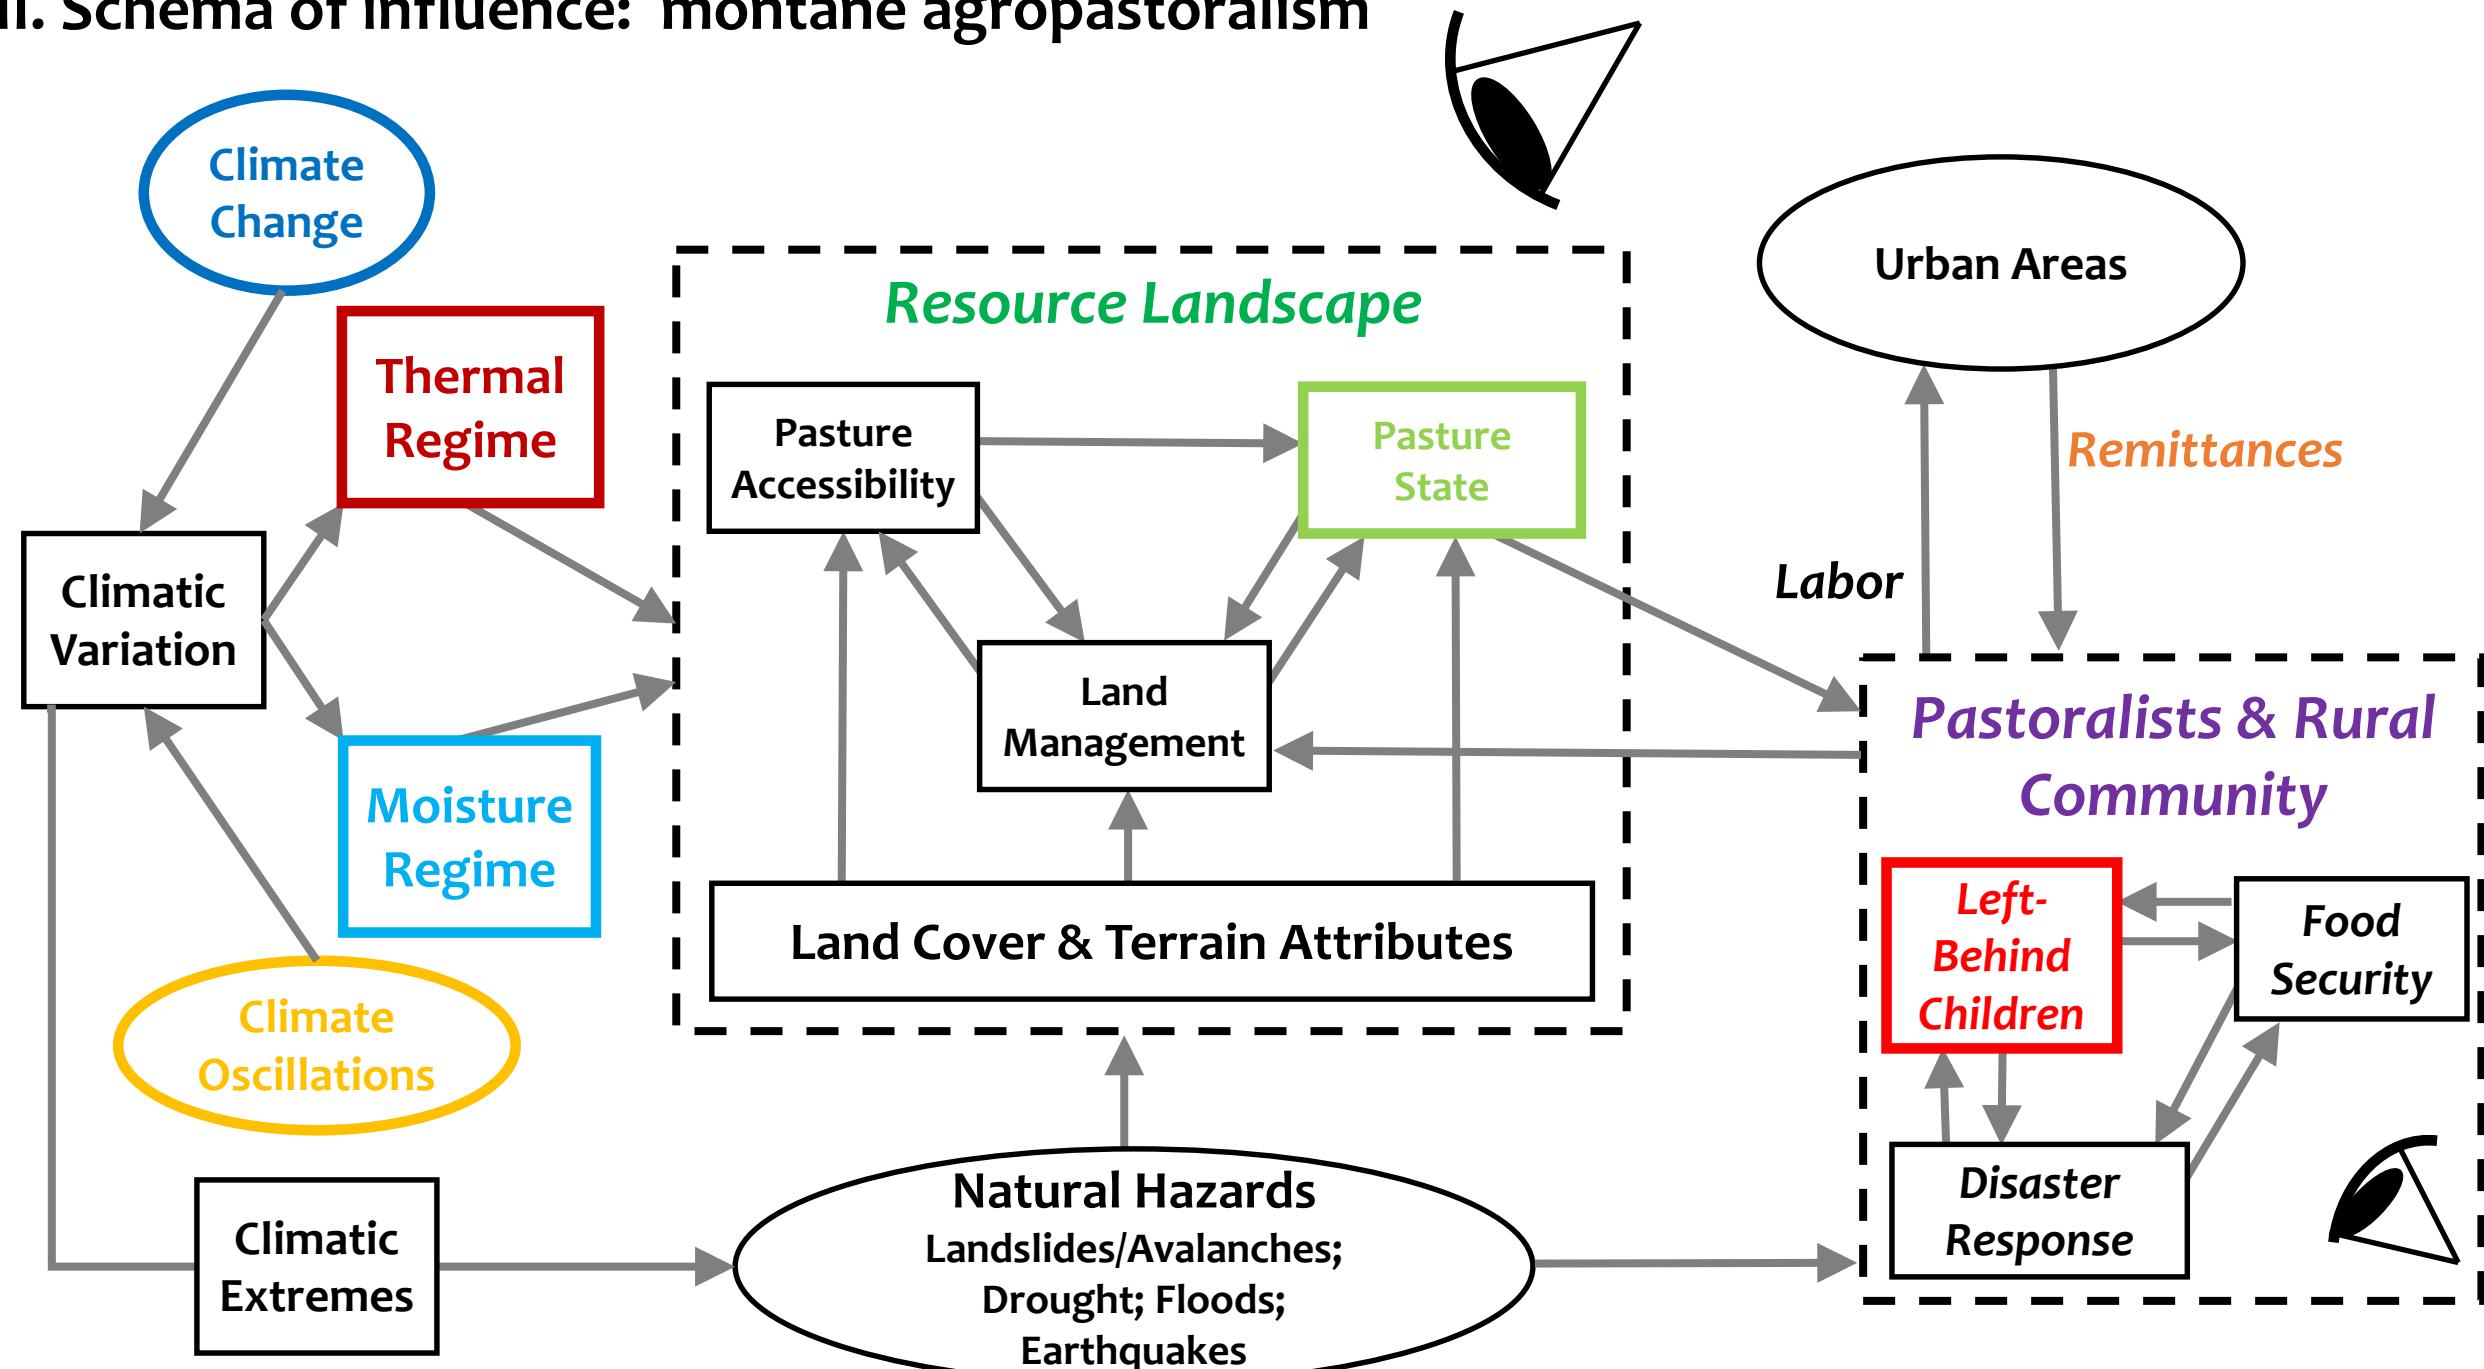 II. Schema of influence: montane agropastoralism
Climate
Change
Thermal
Regime
Climatic
Variation
Moisture
Regime
Climate
Oscillations
Climatic
Extremes
Resource Landscape
Pasture
Accessibility
Pasture
State
Land
Management
Land Cover & Terrain Attributes
Natural Hazards
Landslides/Avalanches;
Drought; Floods;
Earthquakes
Urban Areas
Remittances
Labor
Pastoralists & Rural
Community
Left-
Behind
Children
Food
Security
Disaster
Response